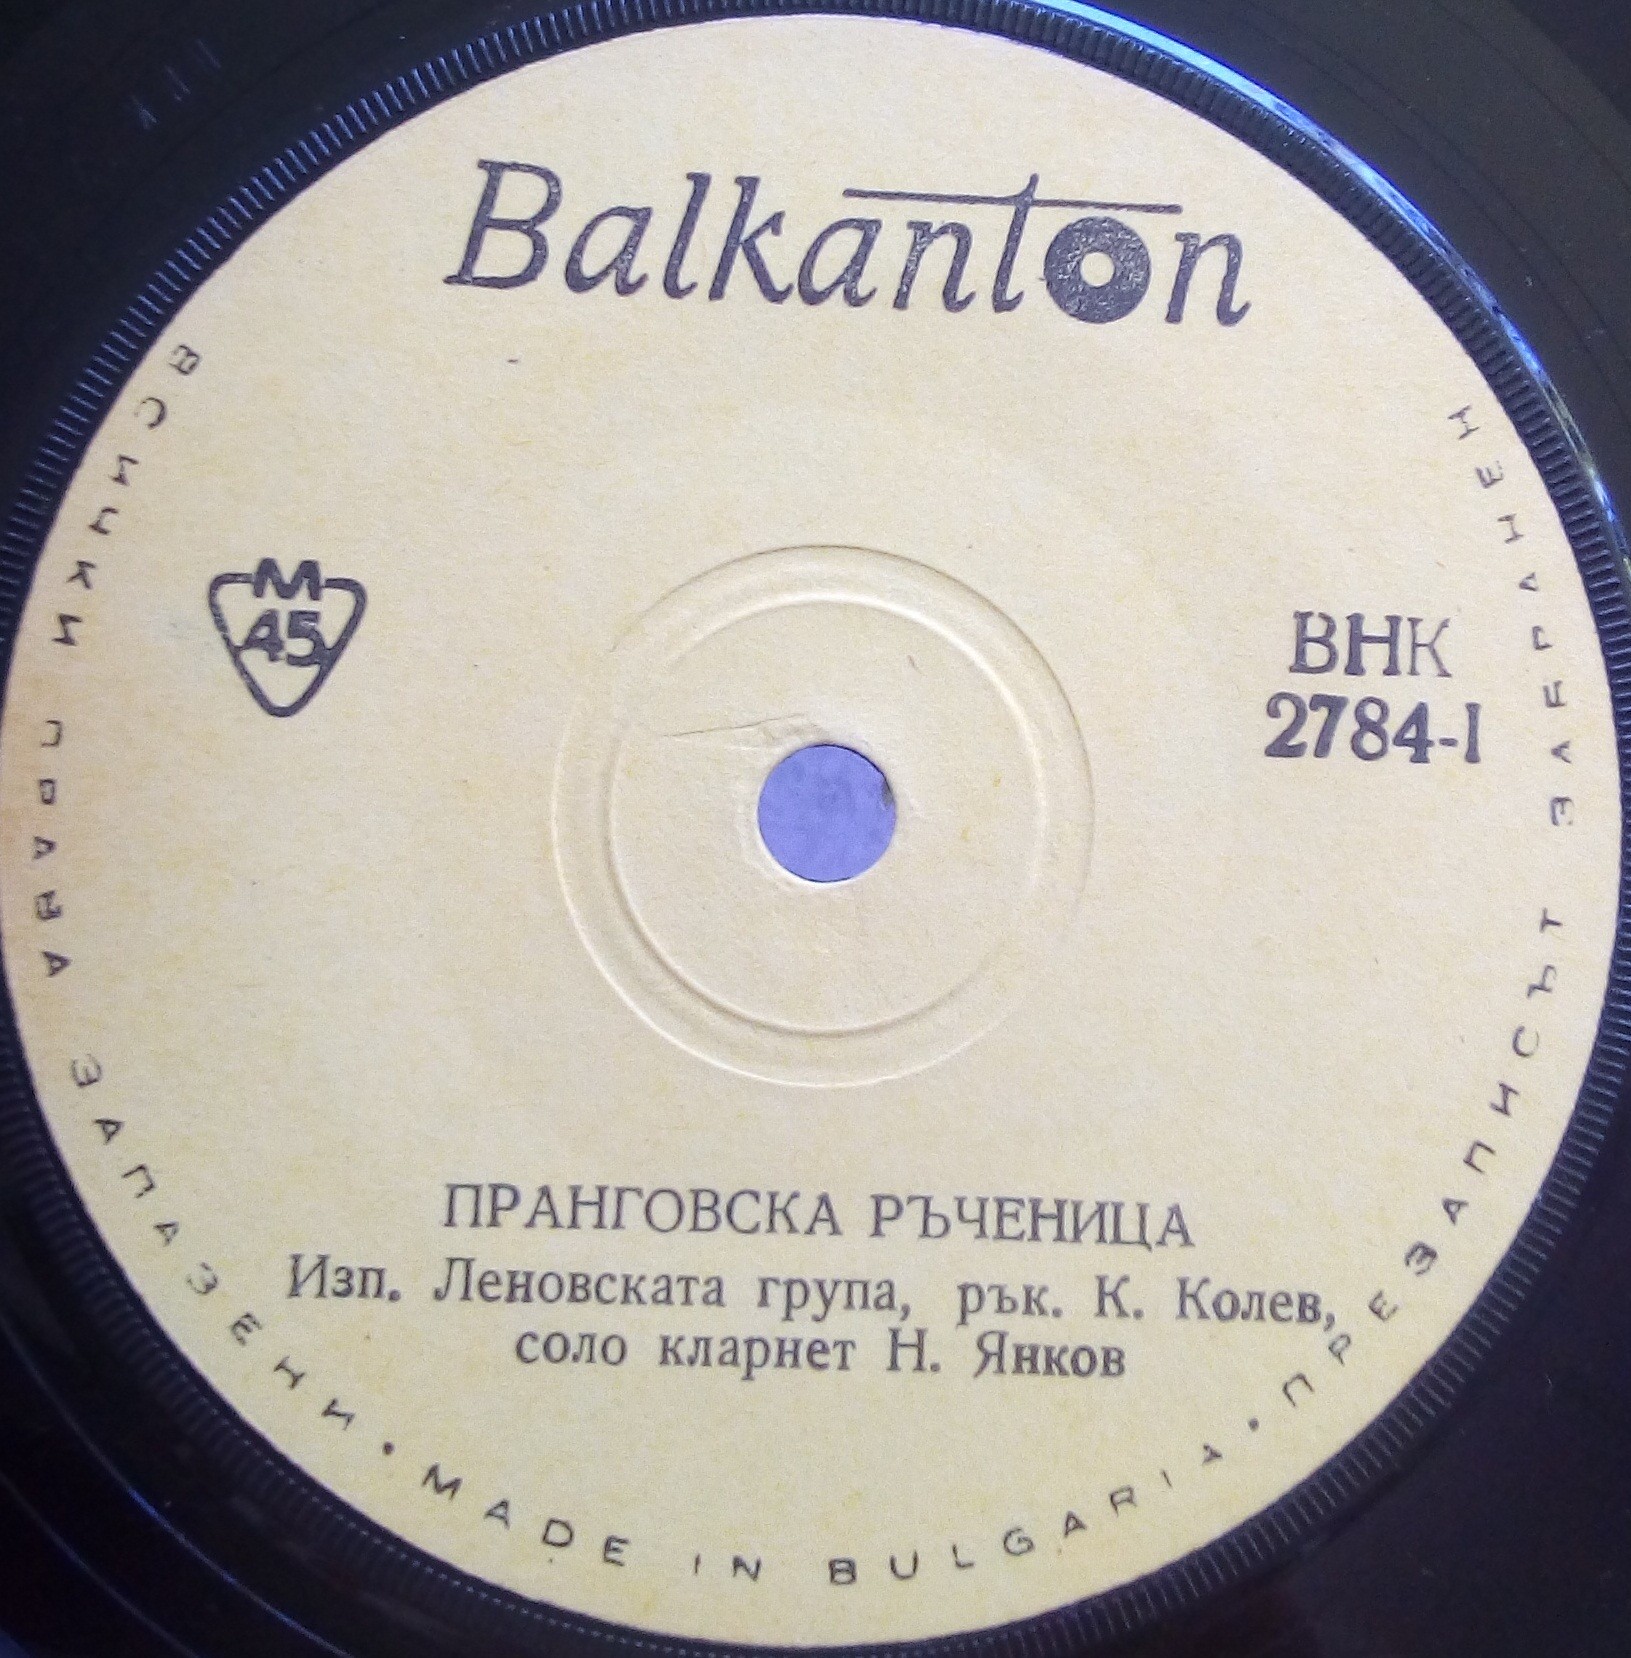 Balkanton
М
45
ВНК
2784-I
ПРАНГОВСКА РЪЧЕНИЦА
Изп. Леновската група, рък. К. Колев,
соло кларнет Н. Янков
ВСИЧКИ ПРАВА ЗАПАЗЕНИ • MADE IN BULGARIA • ПРЕЗАПИСЪТ ЗАБРАНЕН